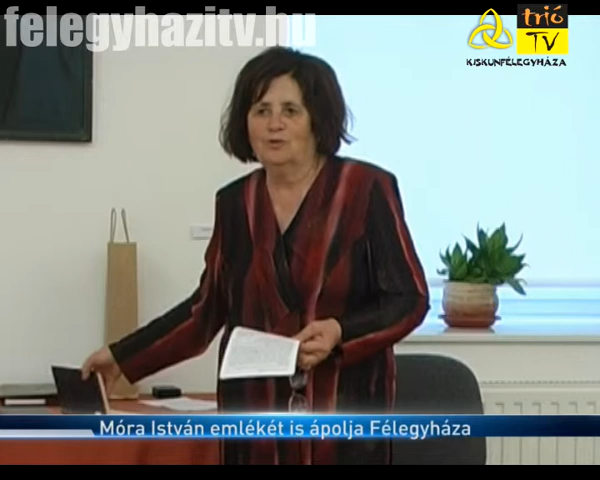 felegyhazitv.hu
trió
TV
KISKUNFÉLEGYHÁZA
Móra István emlékét is ápolja Félegyháza